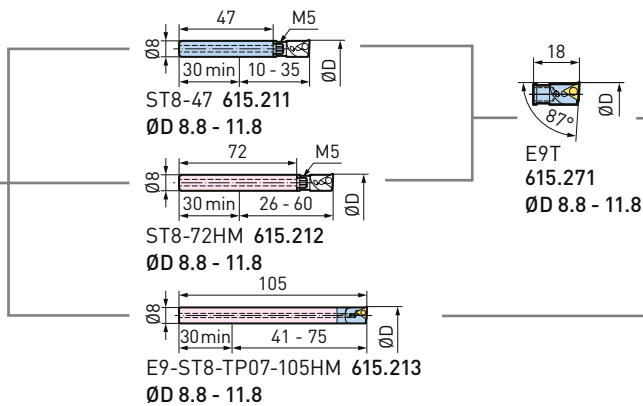 47
M5
Ø8
ØD
30 min
10 - 35
ST8-47 615.211
ØD 8.8 - 11.8
72
M5
Ø8
ØD
30 min
26 - 60
ST8-72HM 615.212
ØD 8.8 - 11.8
105
Ø8
ØD
30 min
41 - 75
E9-ST8-TP07-105HM 615.213
ØD 8.8 - 11.8
18
ØD
87°
E9T
615.271
ØD 8.8 - 11.8